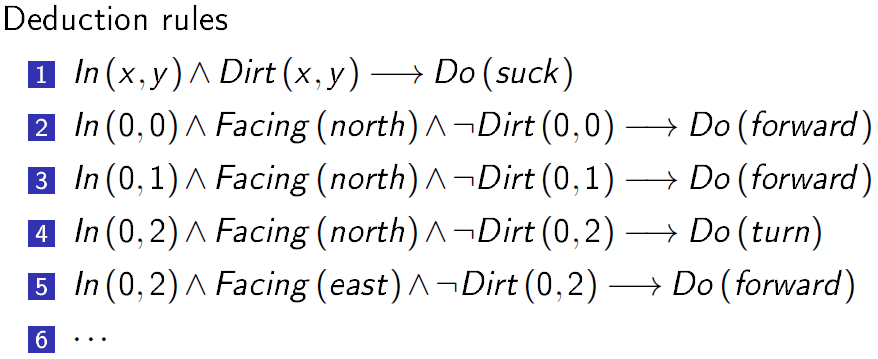 Deduction rules
1 In(x,y) ∧ Dirt(x,y) ⟶ Do(suck)
2 In(0,0) ∧ Facing(north) ∧ ¬Dirt(0,0) ⟶ Do(forward)
3 In(0,1) ∧ Facing(north) ∧ ¬Dirt(0,1) ⟶ Do(forward)
4 In(0,2) ∧ Facing(north) ∧ ¬Dirt(0,2) ⟶ Do(turn)
5 In(0,2) ∧ Facing(east) ∧ ¬Dirt(0,2) ⟶ Do(forward)
6 ⋯